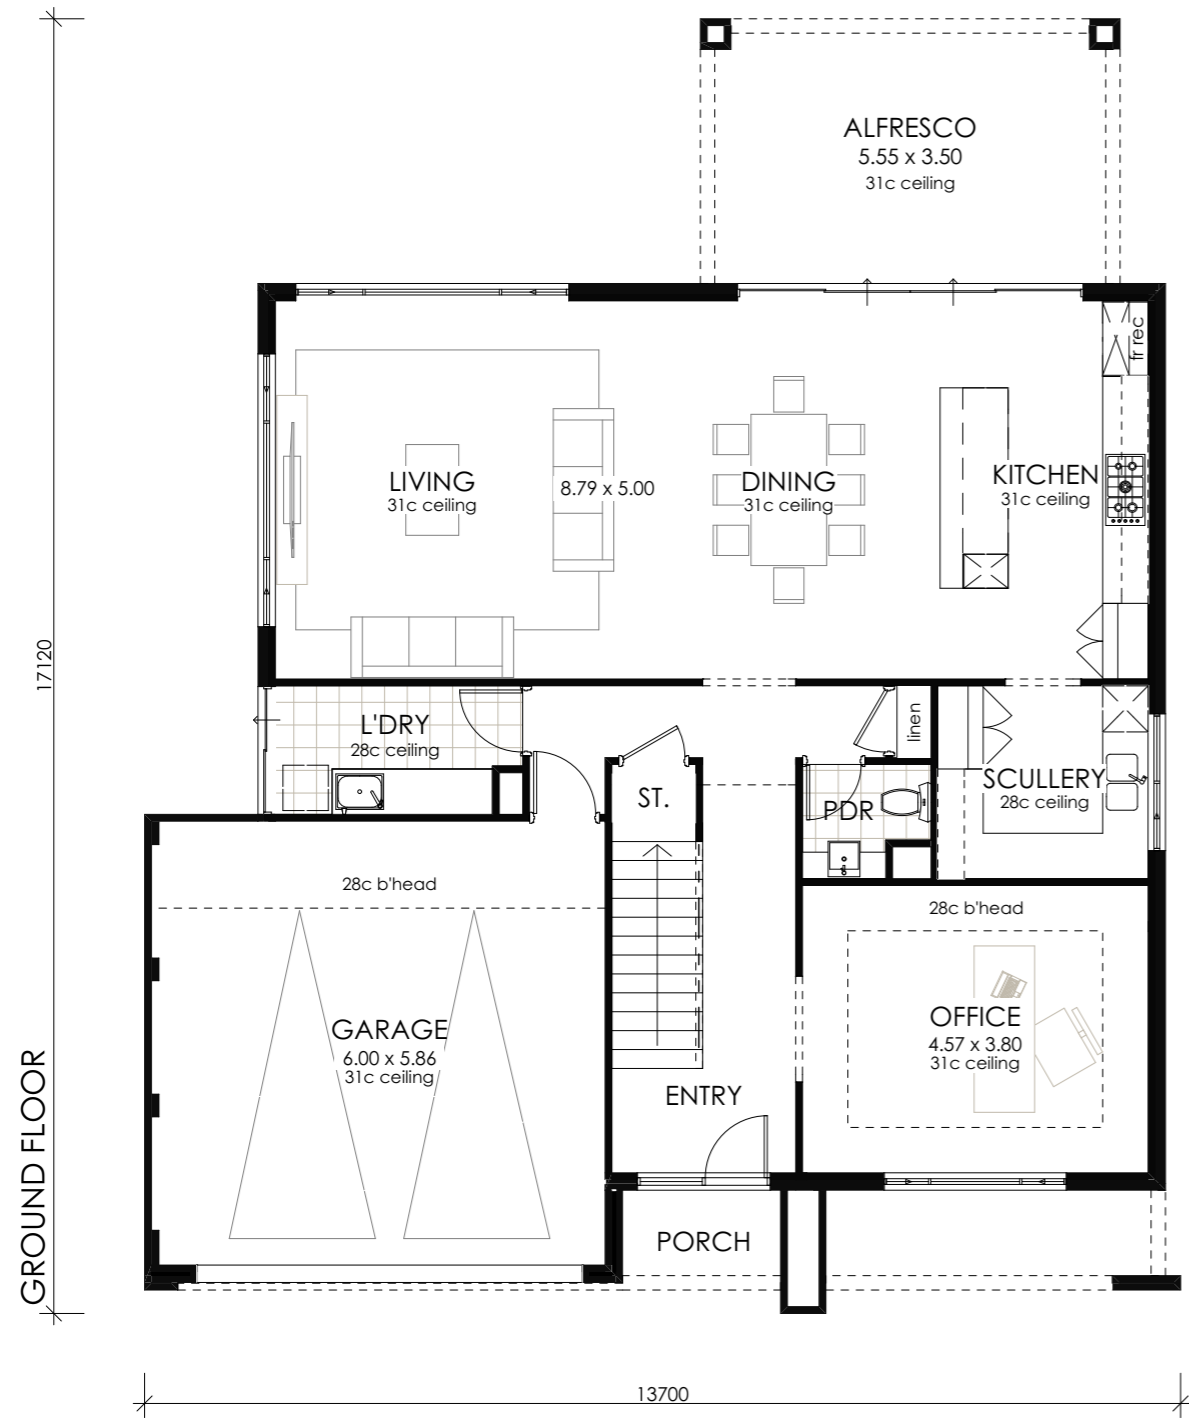 ALFRESCO
5.55 x 3.50
31c ceiling
fr rec
LIVING
31c ceiling
8.79 x 5.00
DINING
31c ceiling
KITCHEN
31c ceiling
17120
L'DRY
28c ceiling
linen
ST.
PDR
SCULLERY
28c ceiling
28c b'head
28c b'head
GARAGE
6.00 x 5.86
31c ceiling
OFFICE
4.57 x 3.80
31c ceiling
ENTRY
PORCH
GROUND FLOOR
13700